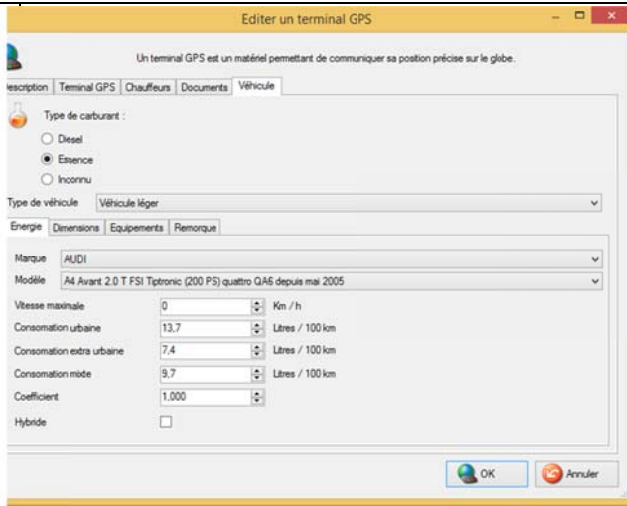 Editer un terminal GPS
Un terminal GPS est un matériel permettant de communiquer sa position précise sur le globe.
escription Teminal GPS Chauffeurs Documents Véhicule
Type de carburant :
Diesel
Essence
Inconnu
Type de véhicule Véhicule léger
Energie Dimensions Equipements Remorque
Marque AUDI
Modèle A4 Avant 2.0 T FSI Tiptronic (200 PS) quattro QA6 depuis mai 2005
Vitesse maximale 0 Km / h
Consomation urbaine 13,7 Litres / 100 km
Consomation extra urbaine 7,4 Litres / 100 km
Consomation mixte 9,7 Litres / 100 km
Coefficient 1,000
Hybride
OK Annuler